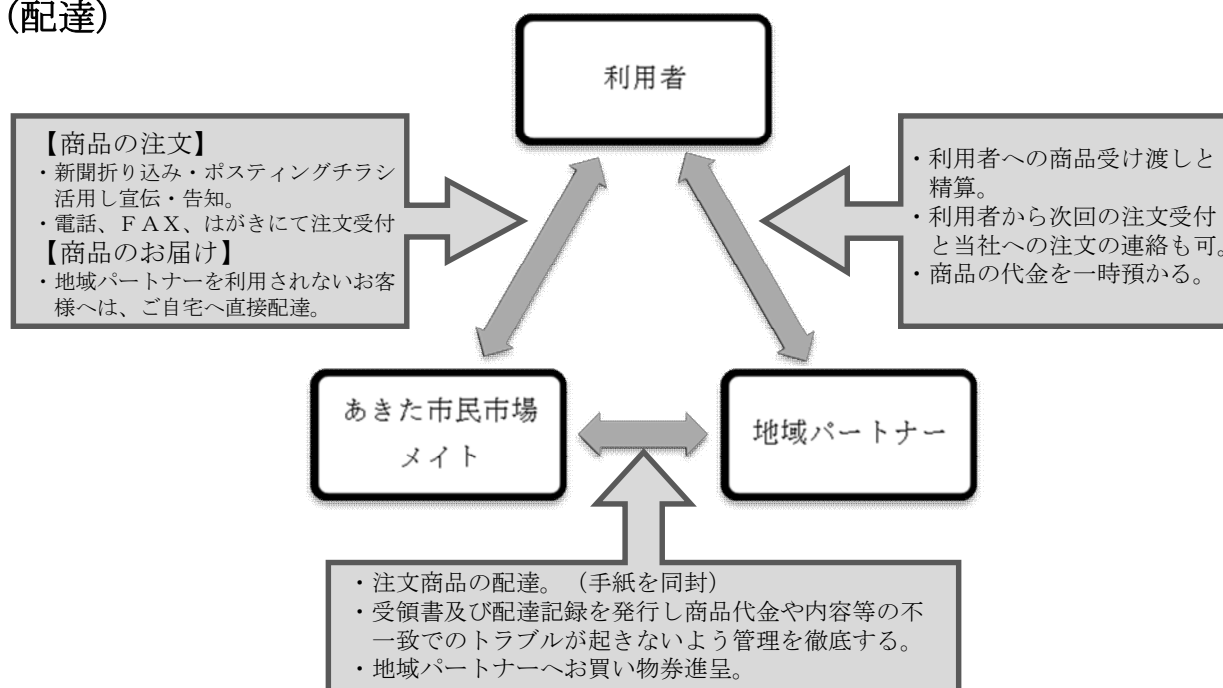 (配達)
利用者
【商品の注文】
・新聞折り込み・ポスティングチラシ
活用し宣伝・告知。
・電話、ＦＡＸ、はがきにて注文受付
【商品のお届け】
・地域パートナーを利用されないお客
様へは、ご自宅へ直接配達。
・利用者への商品受け渡しと
精算。
・利用者から次回の注文受付
と当社への注文の連絡も可。
・商品の代金を一時預かる。
あきた市民市場
メイト
地域パートナー
・注文商品の配達。（手紙を同封）
・受領書及び配達記録を発行し商品代金や内容等の不
一致でのトラブルが起きないよう管理を徹底する。
・地域パートナーへお買い物券進呈。